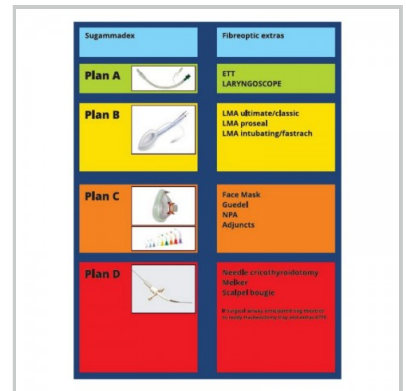 Sugammadex
Fibreoptic extras
Plan A
ETT
LARYNGOSCOPE
Plan B
LMA ultimate/classic
LMA proseal
LMA intubating/fastrach
Plan C
Face Mask
Guedel
NPA
Adjuncts
Plan D
Needle cricothyroidotomy
Melker
Scalpel bougie